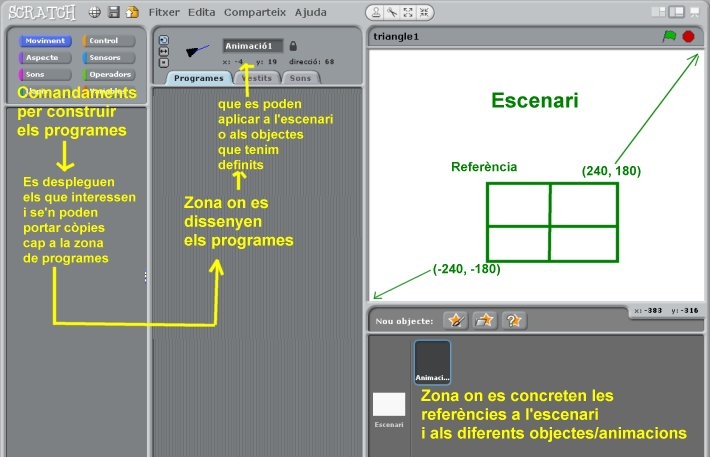 SCRATCH
Fitxer Edita Comparteix Ajuda
Moviment Control
Aspecte Sensors
Sons Operadors
Comandaments
per construir
els programes
Es despleguen
els que interessen
i se'n poden
portar còpies
cap a la zona
de programes
Animació1
x: -4 y: 19 direcció: 68
Programes Vestits Sons
que es poden
aplicar a l'escenari
o als objectes
que tenim
definits
Zona on es
dissenyen
els programes
triangle1
Escenari
Referència
(240, 180)
(-240, -180)
x: -383 y: -316
Nou objecte:
Animaci...
Escenari
Zona on es concreten les
referències a l'escenari
i als diferents objectes/animacions